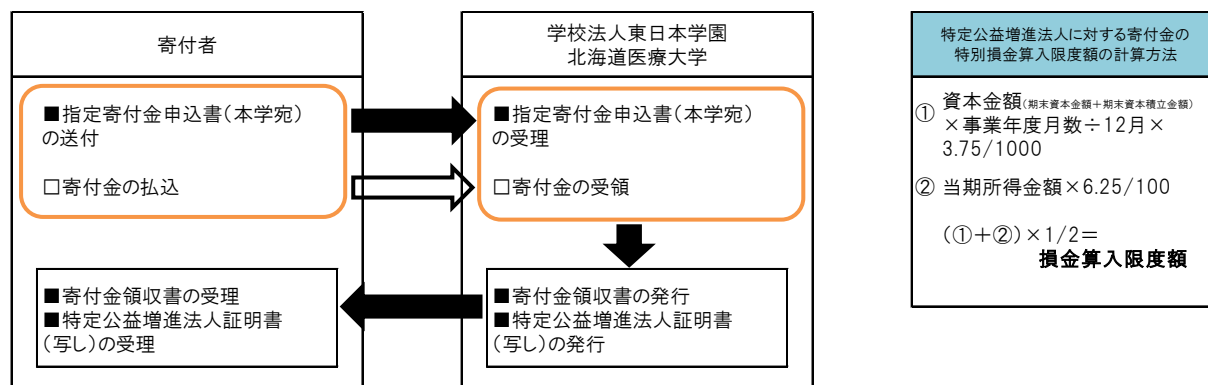 寄付者
■指定寄付金申込書(本学宛)
の送付
□寄付金の払込
■寄付金領収書の受理
■特定公益増進法人証明書
(写し)の受理
学校法人東日本学園
北海道医療大学
■指定寄付金申込書(本学宛)
の受理
□寄付金の受領
■寄付金領収書の発行
■特定公益増進法人証明書
(写し)の発行
特定公益増進法人に対する寄付金の
特別損金算入限度額の計算方法
① 資本金額(期末資本金額+期末資本積立金額)
×事業年度月数÷12月×
3.75/1000
② 当期所得金額×6.25/100
(①+②)×1/2=
損金算入限度額